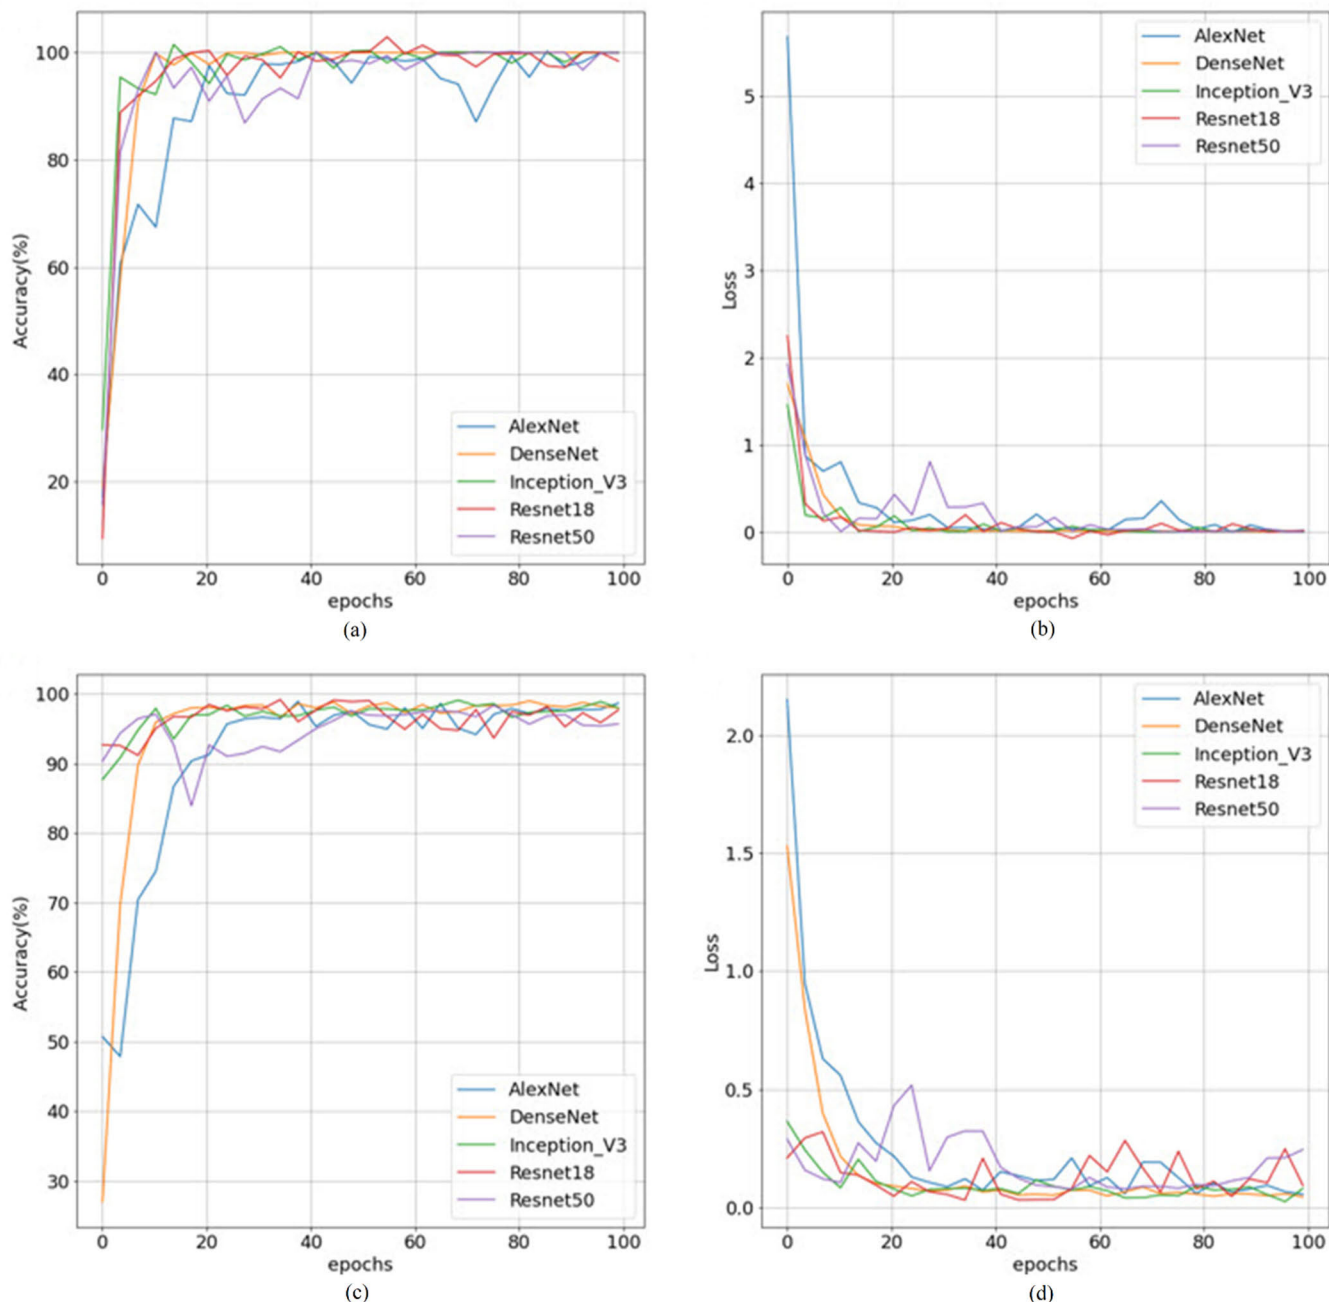 Accuracy(%)
100
80
60
40
20
0 20 40 60 80 100
epochs
AlexNet
DenseNet
Inception_V3
Resnet18
Resnet50
(a)
Loss
5
4
3
2
1
0
0 20 40 60 80 100
epochs
AlexNet
DenseNet
Inception_V3
Resnet18
Resnet50
(b)
Accuracy(%)
100
90
80
70
60
50
40
30
0 20 40 60 80 100
epochs
AlexNet
DenseNet
Inception_V3
Resnet18
Resnet50
(c)
Loss
2.0
1.5
1.0
0.5
0.0
0 20 40 60 80 100
epochs
AlexNet
DenseNet
Inception_V3
Resnet18
Resnet50
(d)